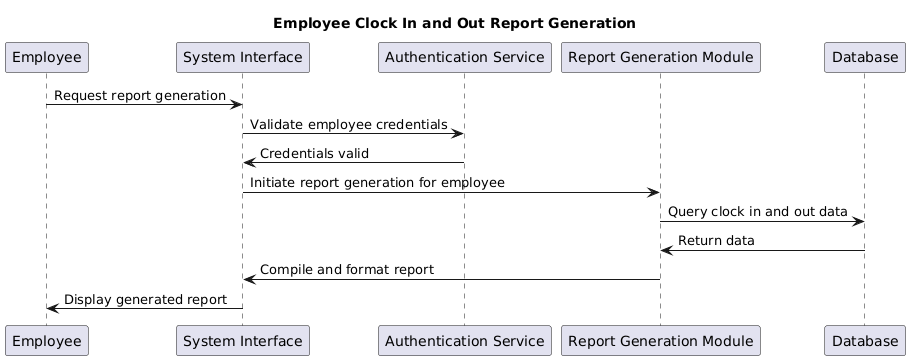 Employee Clock In and Out Report Generation
Employee
System Interface
Authentication Service
Report Generation Module
Database
Request report generation
Validate employee credentials
Credentials valid
Initiate report generation for employee
Query clock in and out data
Return data
Compile and format report
Display generated report
Employee
System Interface
Authentication Service
Report Generation Module
Database